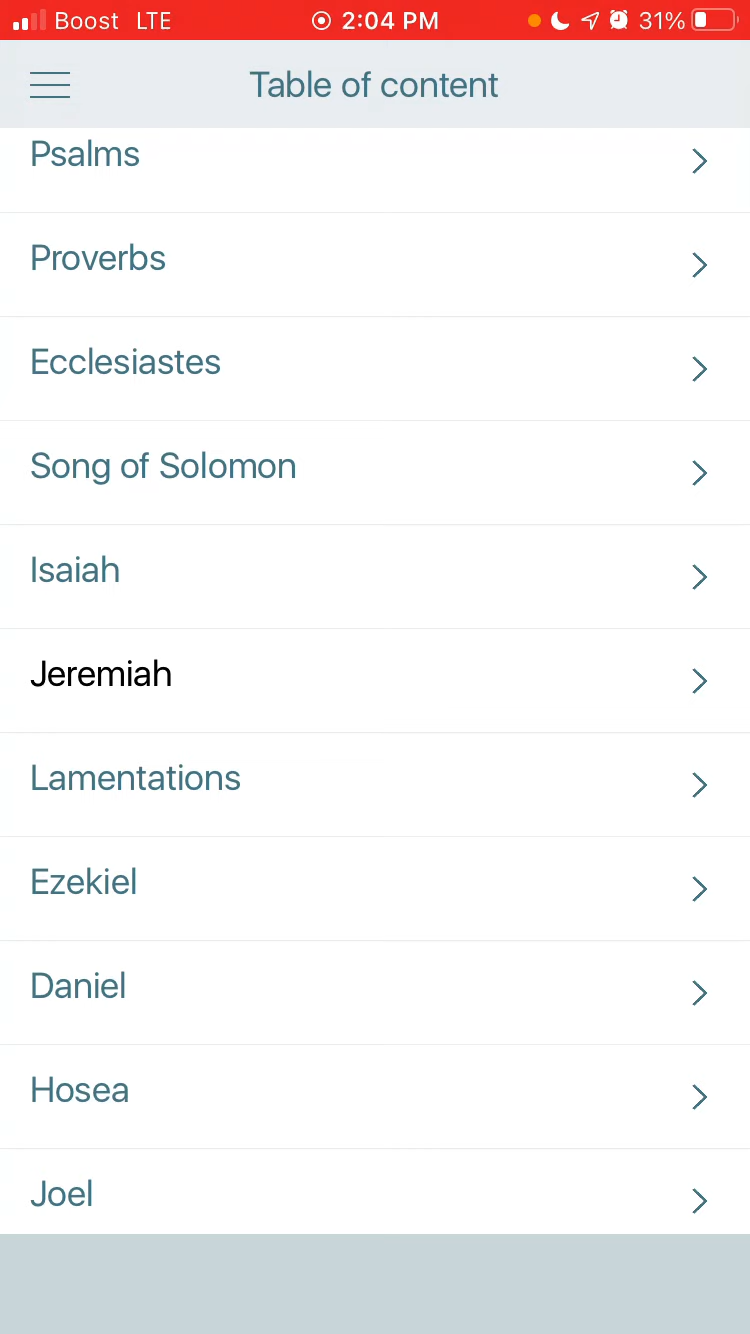 Boost LTE 2:04 PM 31%
Table of content
Psalms
Proverbs
Ecclesiastes
Song of Solomon
Isaiah
Jeremiah
Lamentations
Ezekiel
Daniel
Hosea
Joel